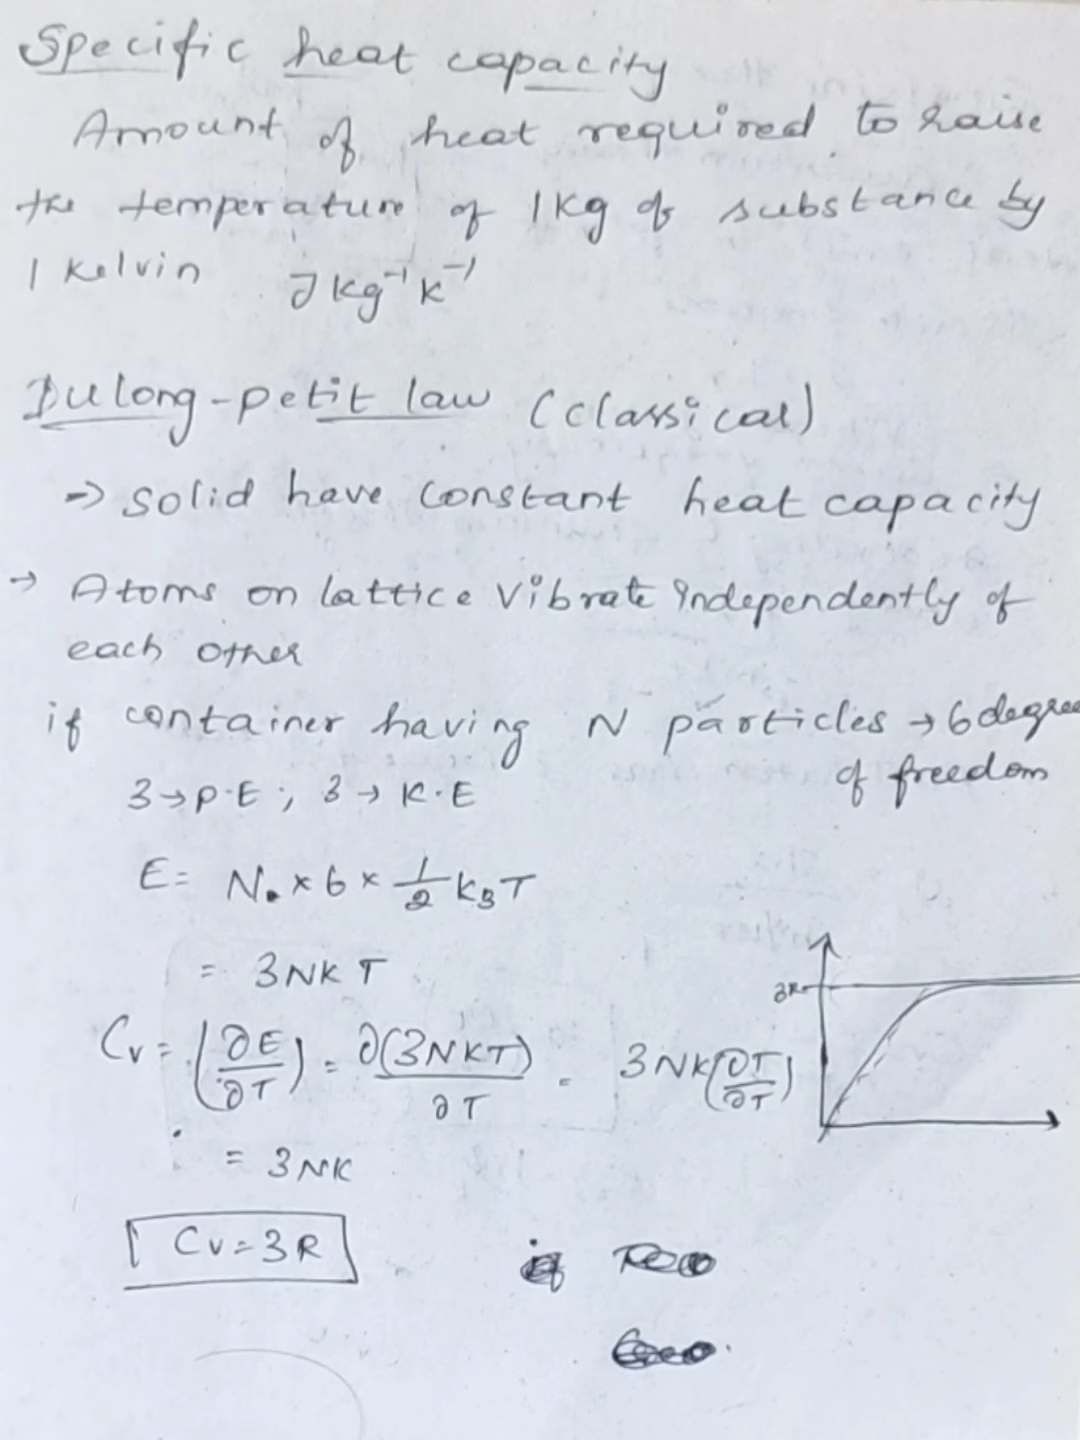 Specific heat capacity
Amount of heat required to raise
the temperature of 1Kg of substance by
1 Kelvin J kg⁻¹ K⁻¹
Dulong-petit law (classical)
→ solid have constant heat capacity
→ Atoms on lattice vibrate independently of
each other
if container having N particles → 6 degree
of freedom
3→P.E; 3→ K.E
E= N. × 6 × 1/2 K_B T
= 3NK T
3R
Cv = (∂E/∂T) = ∂(3NKT)/∂T = 3NK(∂T/∂T)
= 3NK
Cv=3R